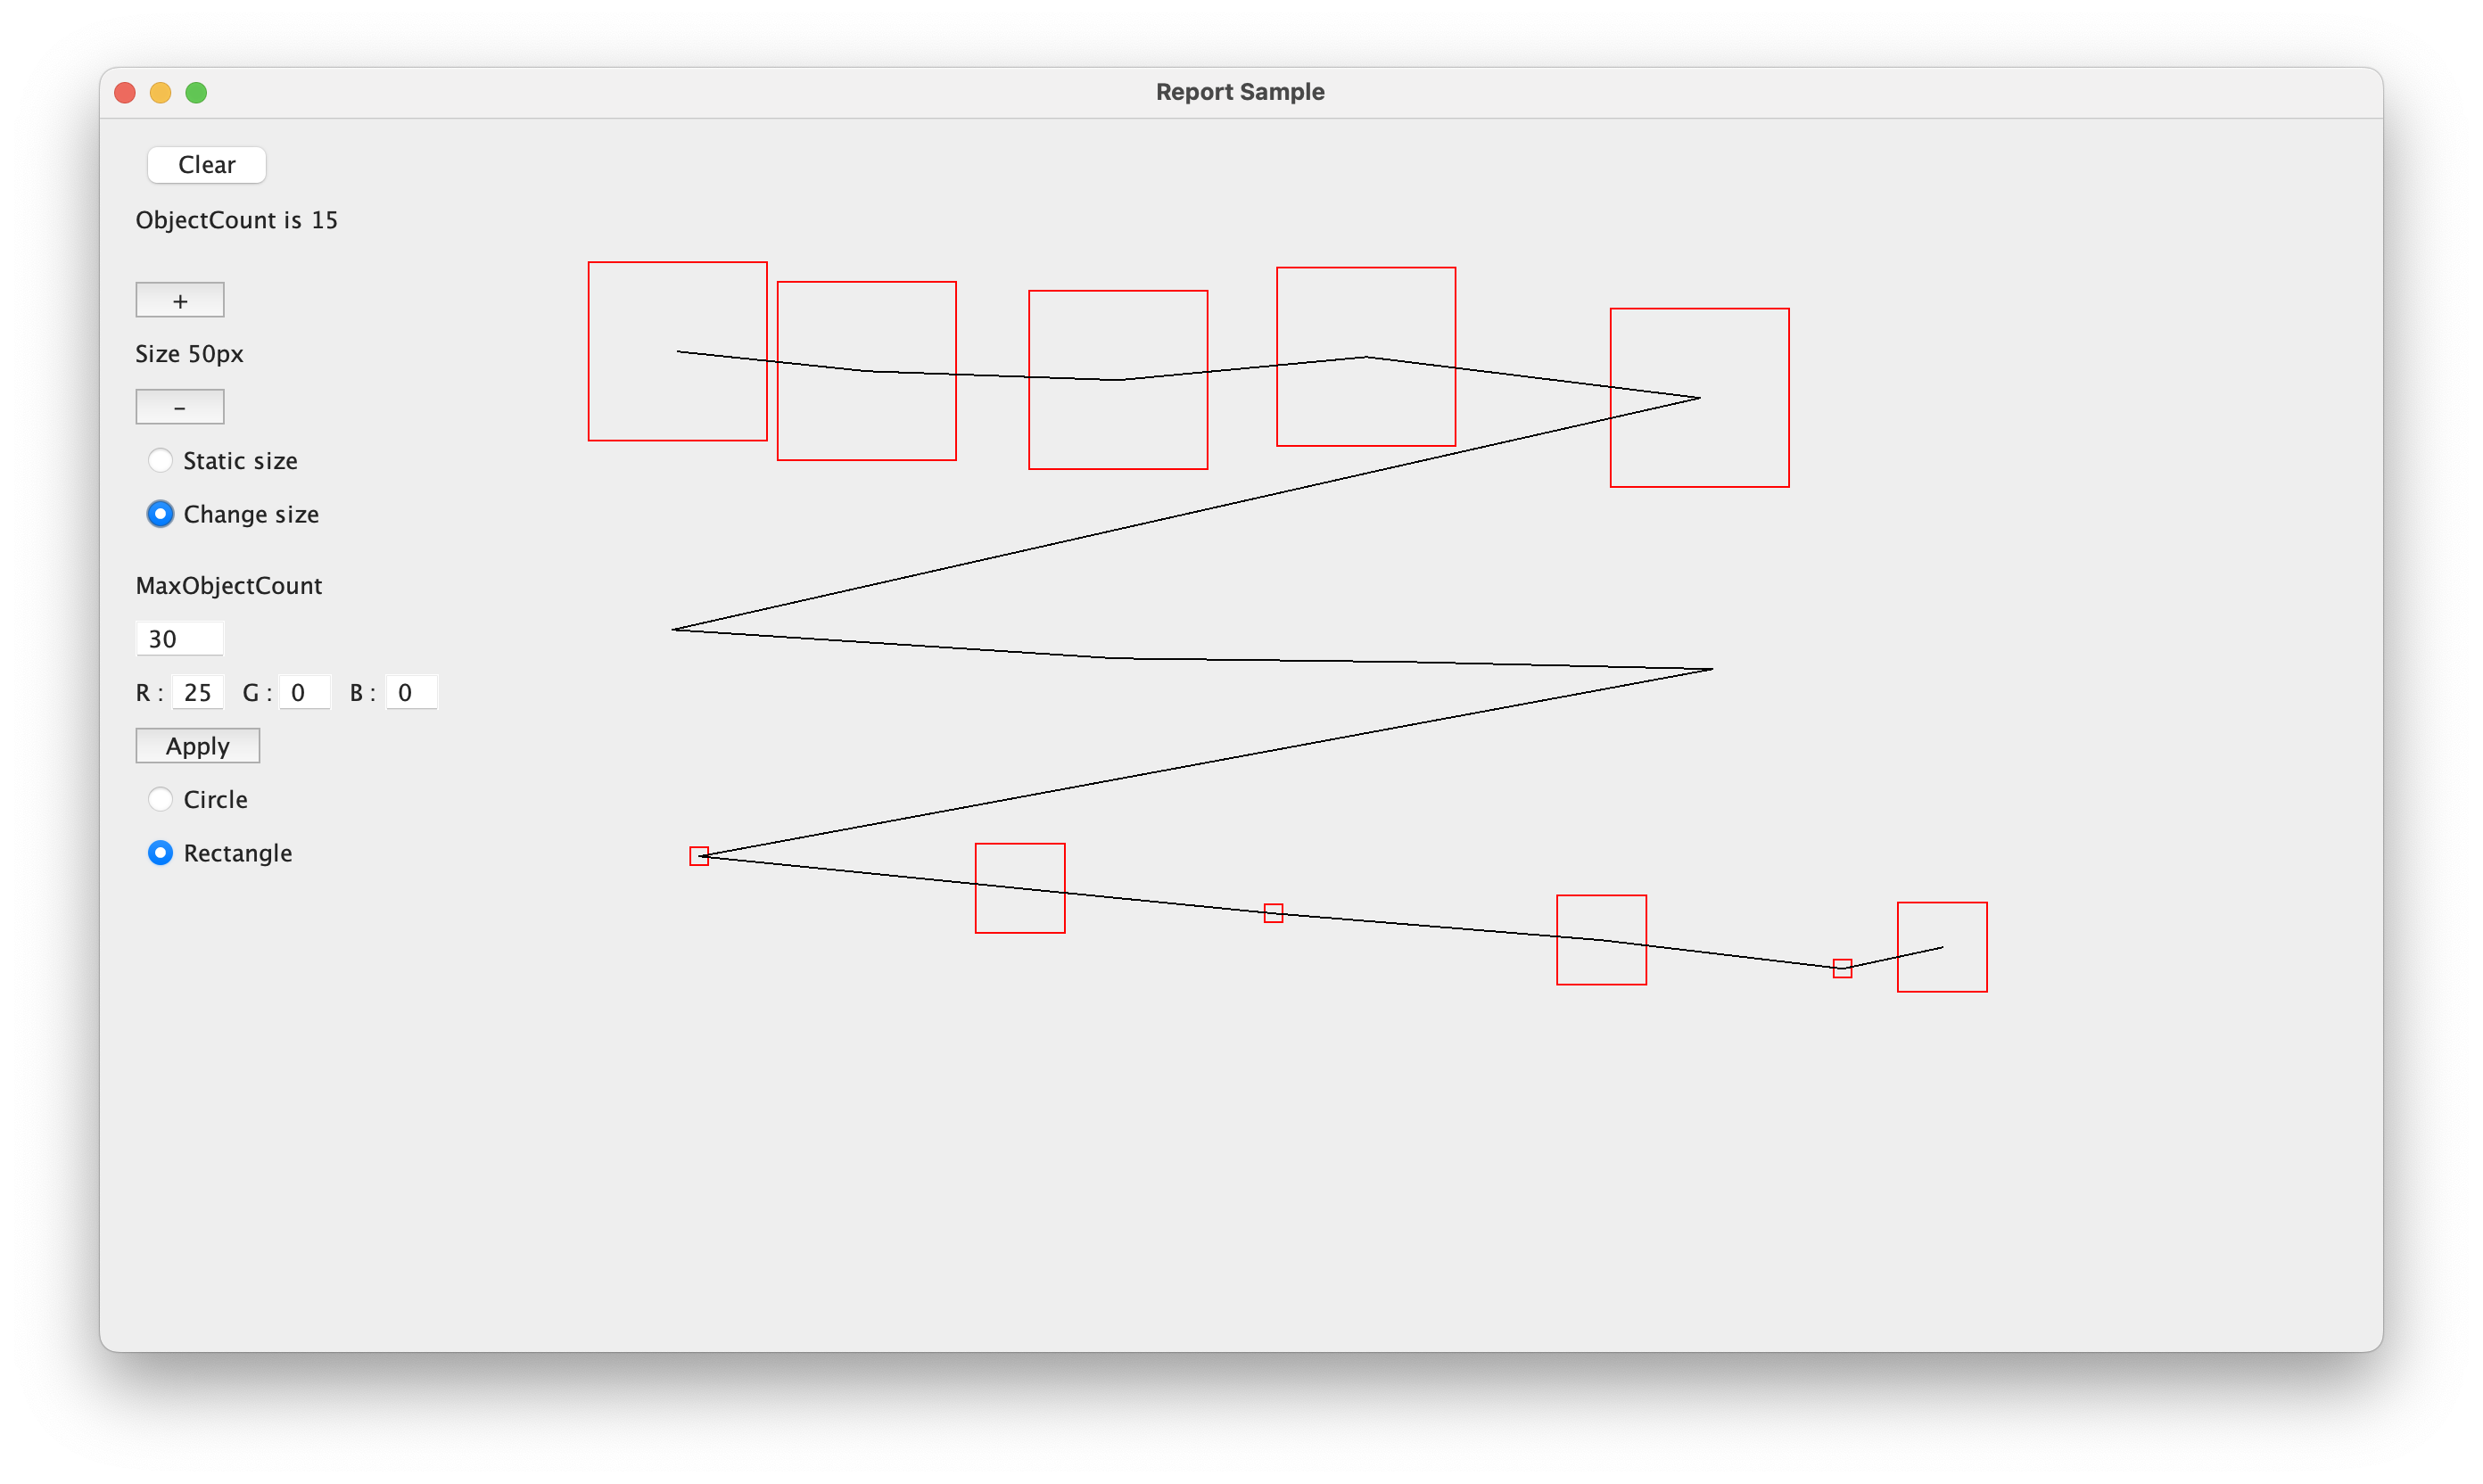 Report Sample
Clear
ObjectCount is 15
+
Size 50px
-
Static size
Change size
MaxObjectCount
30
R : 25 G : 0 B : 0
Apply
Circle
Rectangle